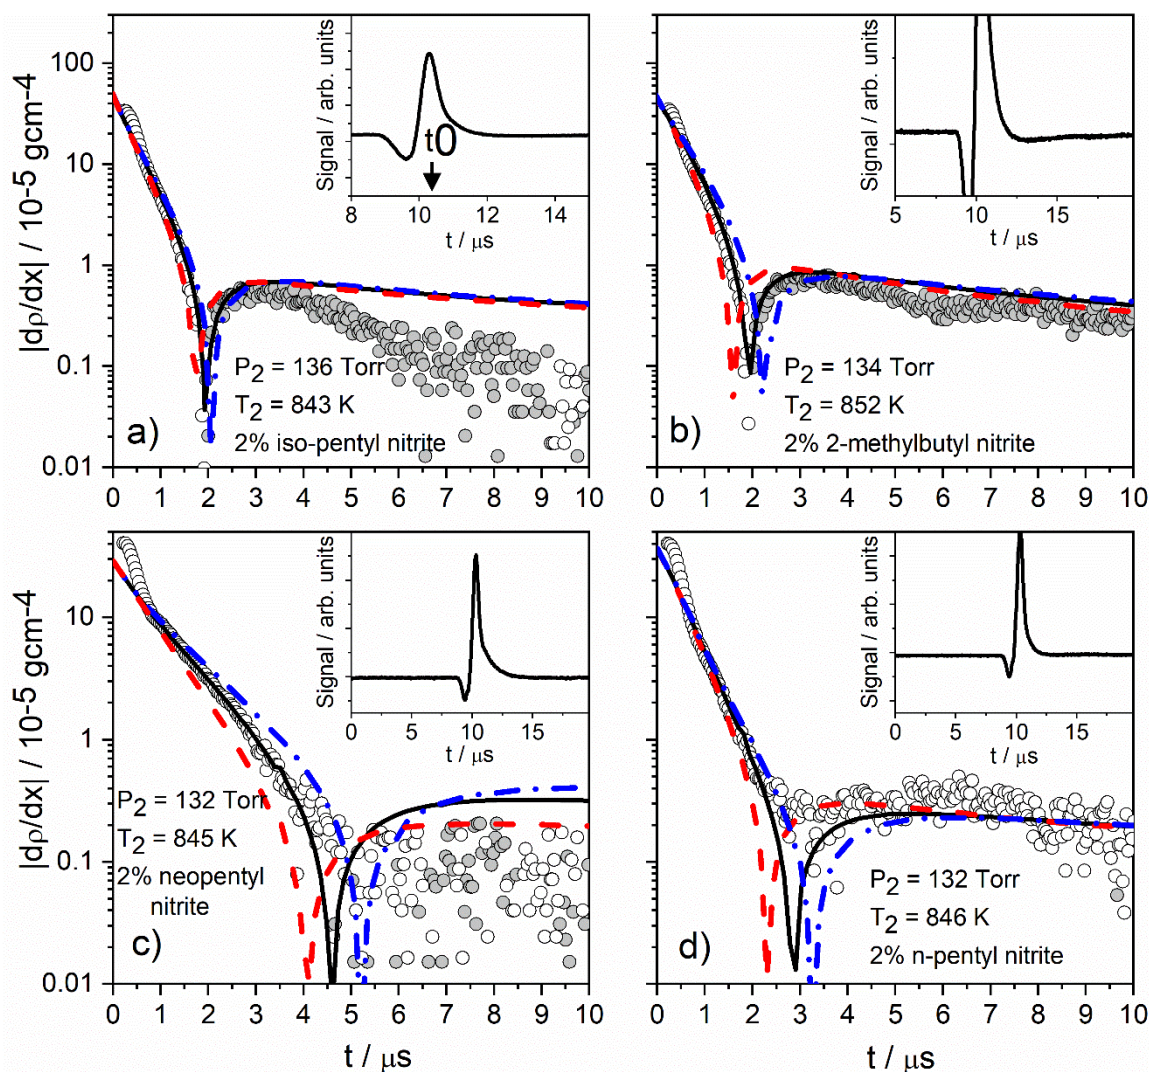 |dρ/dx| / 10-5 gcm-4
100
10
1
0.1
0.01
0 1 2 3 4 5 6 7 8 9 10
a)
P2 = 136 Torr
T2 = 843 K
2% iso-pentyl nitrite
Signal / arb. units
t0
8 10 12 14
t / μs
b)
P2 = 134 Torr
T2 = 852 K
2% 2-methylbutyl nitrite
0 1 2 3 4 5 6 7 8 9 10
Signal / arb. units
5 10 15
t / μs
|dρ/dx| / 10-5 gcm-4
10
1
0.1
0.01
0 1 2 3 4 5 6 7 8 9 10
t / μs
c)
P2 = 132 Torr
T2 = 845 K
2% neopentyl
nitrite
Signal / arb. units
0 5 10 15
t / μs
d)
P2 = 132 Torr
T2 = 846 K
2% n-pentyl nitrite
0 1 2 3 4 5 6 7 8 9 10
t / μs
Signal / arb. units
0 5 10 15
t / μs